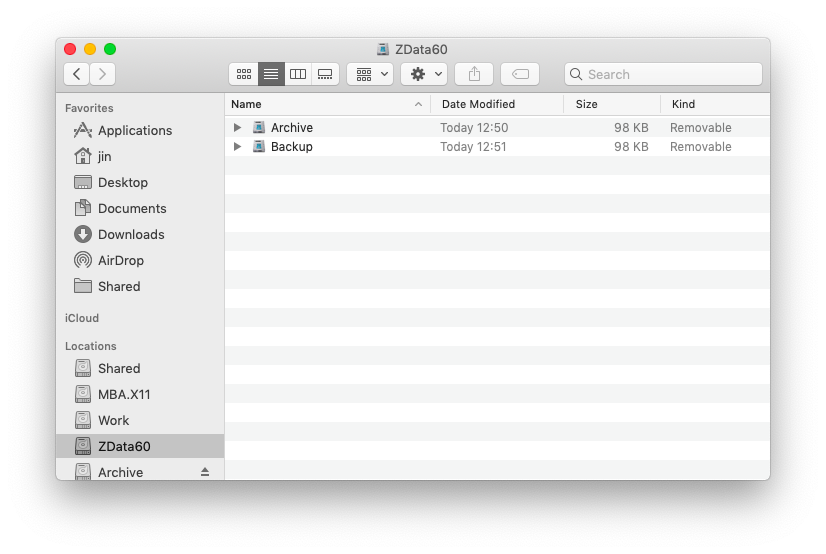 ZData60
Search
Favorites
Applications
jin
Desktop
Documents
Downloads
AirDrop
Shared
iCloud
Locations
Shared
MBA.X11
Work
ZData60
Archive
Name Date Modified Size Kind
Archive Today 12:50 98 KB Removable
Backup Today 12:51 98 KB Removable